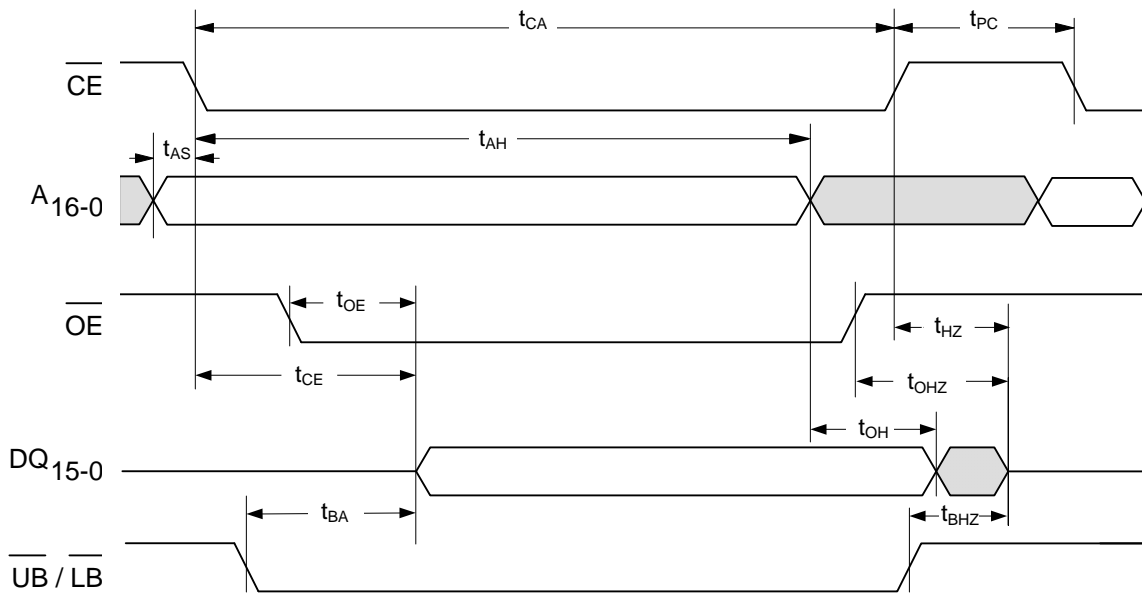 tCA
tPC
CE
tAH
tAS
A16-0
OE
tOE
tHZ
tCE
tOHZ
tOH
DQ15-0
tBA
tBHZ
UB / LB